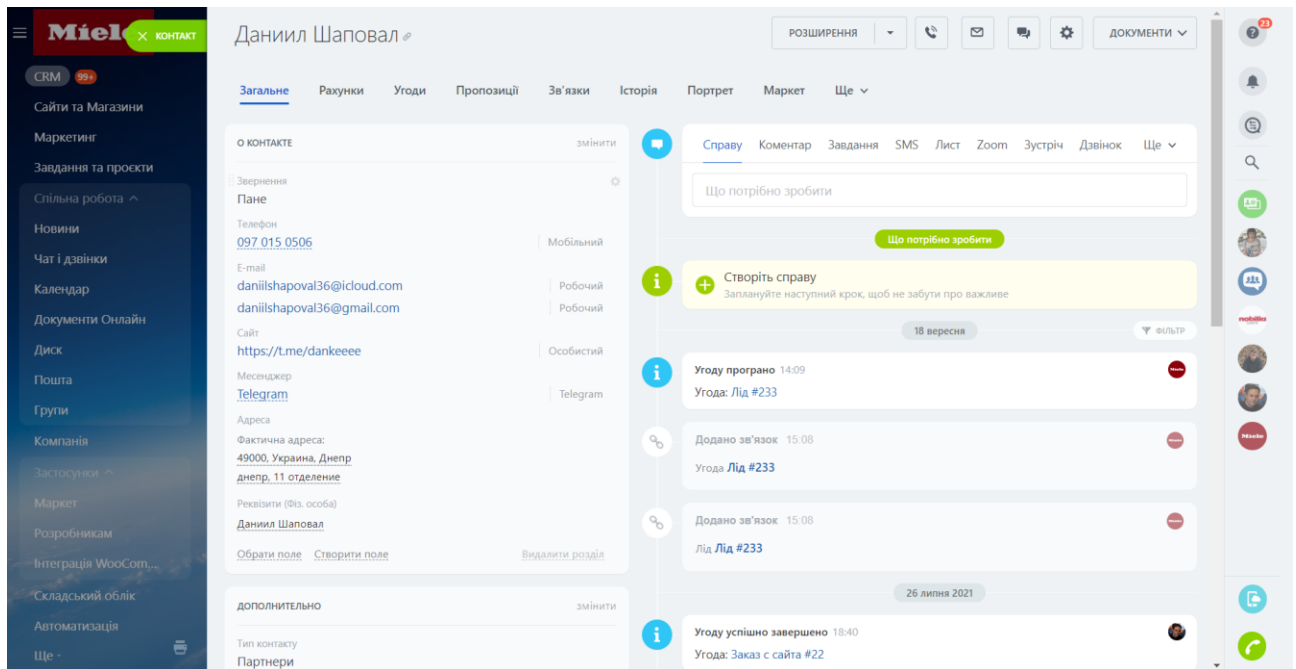 Miele
КОНТАКТ
CRM 99+
Сайти та Магазини
Маркетинг
Завдання та проєкти
Спільна робота
Новини
Чат і дзвінки
Календар
Документи Онлайн
Диск
Пошта
Групи
Компанія
Застосунки
Маркет
Розробникам
Інтеграція WooCom...
Складський облік
Автоматизація
Ще -
Даниил Шаповал
РОЗШИРЕННЯ
ДОКУМЕНТИ
Загальне Рахунки Угоди Пропозиції Зв'язки Історія Портрет Маркет Ще
О КОНТАКТЕ змінити
Звернення
Пане
Телефон
097 015 0506 Мобільний
E-mail
daniilshapoval36@icloud.com Робочий
daniilshapoval36@gmail.com Робочий
Сайт
https://t.me/dankeeee Особистий
Месенджер
Telegram Telegram
Адреса
Фактична адреса:
49000, Украина, Днепр
днепр, 11 отделение
Реквізити (Фіз. особа)
Даниил Шаповал
Обрати поле Створити поле Видалити розділ
ДОПОЛНИТЕЛЬНО змінити
Тип контакту
Партнери
Справу Коментар Завдання SMS Лист Zoom Зустріч Дзвінок Ще
Що потрібно зробити
Що потрібно зробити
Створіть справу
Заплануйте наступний крок, щоб не забути про важливе
18 вересня
ФІЛЬТР
Угоду програно 14:09
Miele
Угода: Лід #233
Додано зв'язок 15:08
Miele
Угода Лід #233
Додано зв'язок 15:08
Miele
Лід Лід #233
26 липня 2021
Угоду успішно завершено 18:40
Угода: Заказ с сайта #22
23
nobilia
Miele